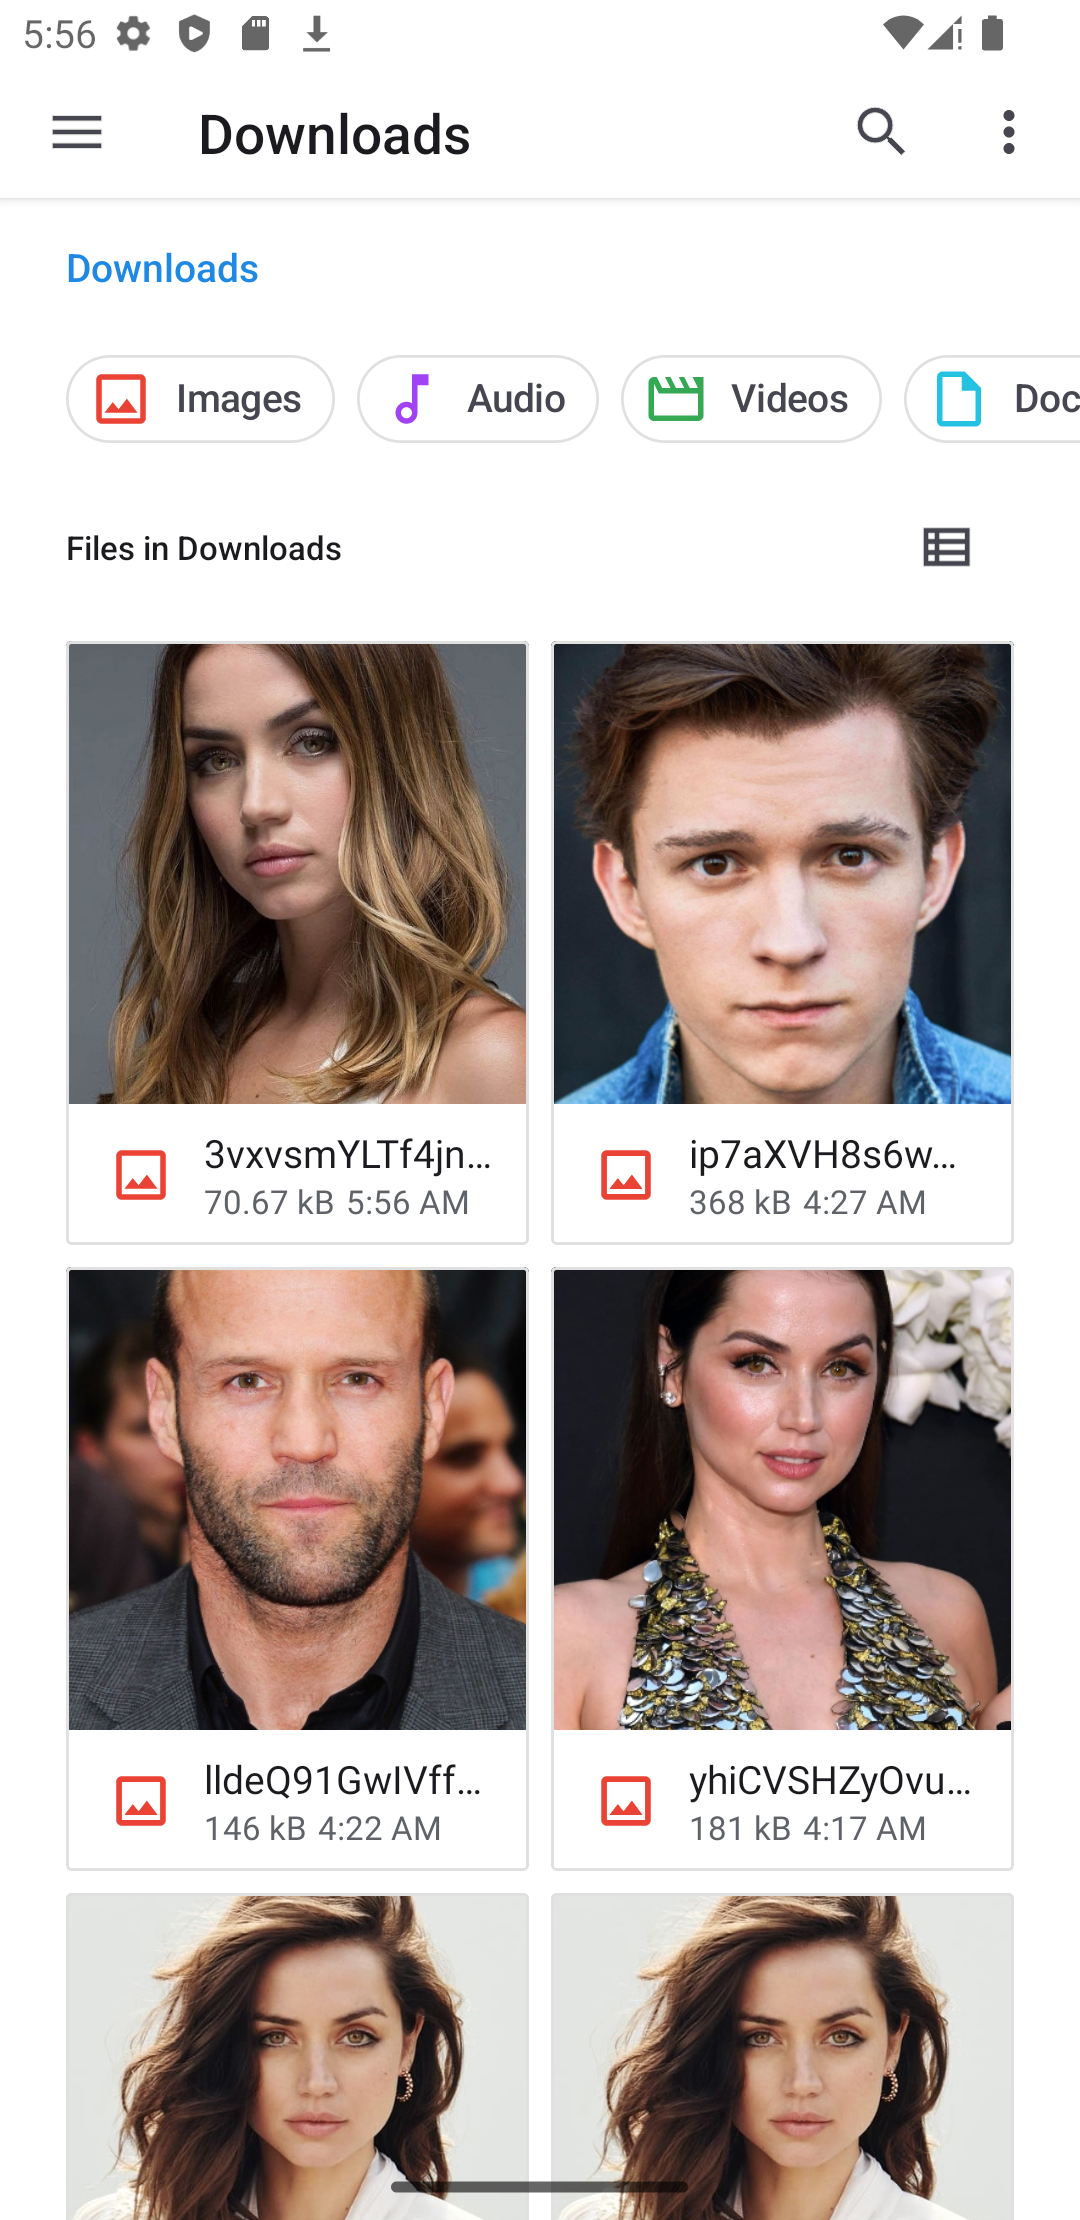 5:56
Downloads
Downloads
Images
Audio
Videos
Doc
Files in Downloads
3vxvsmYLTf4jn...
70.67 kB 5:56 AM
ip7aXVH8s6w...
368 kB 4:27 AM
lldeQ91GwIVff...
146 kB 4:22 AM
yhiCVSHZyOvu...
181 kB 4:17 AM